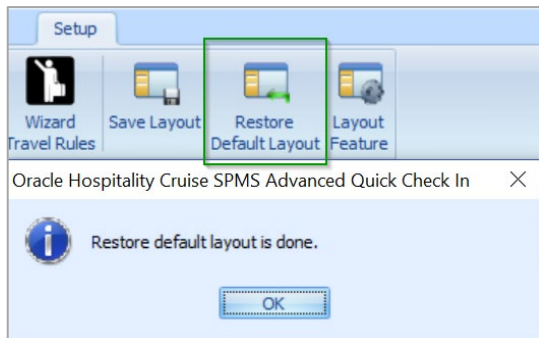 Setup
Wizard Save Layout Restore Layout
Travel Rules Default Layout Feature
Oracle Hospitality Cruise SPMS Advanced Quick Check In
Restore default layout is done.
OK